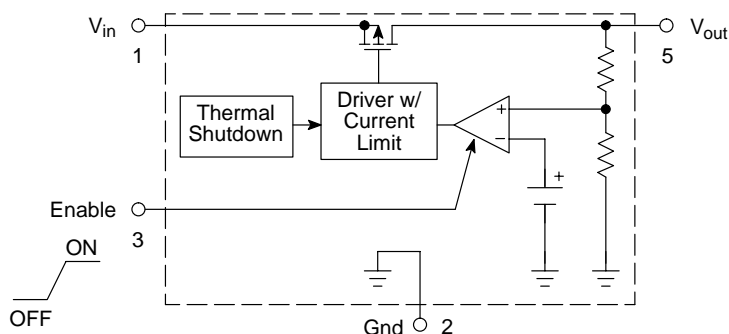 Vin
1
Vout
5
Thermal
Shutdown
Driver w/
Current
Limit
+
−
+
Enable
3
ON
OFF
Gnd
2